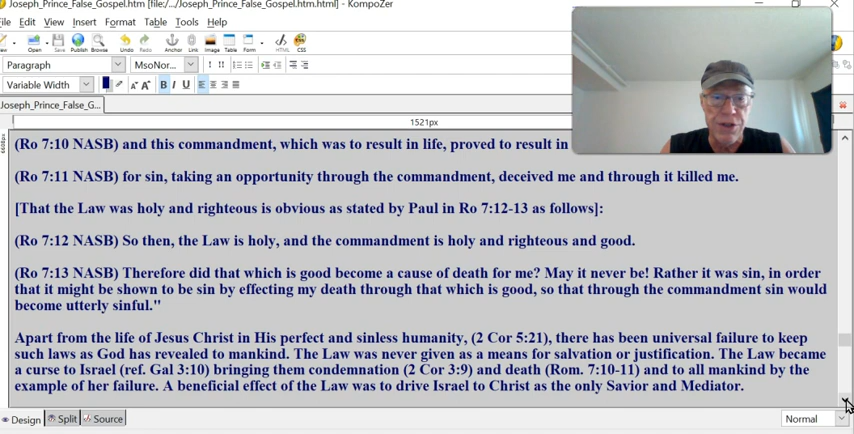 Joseph_Prince_False_Gospel.htm [file:/.../Joseph_Prince_False_Gospel.htm.html] - KompoZer
File Edit View Insert Format Table Tools Help
Open Save Publish Browse Undo Redo Anchor Link Image Table Form HTML CSS
Paragraph MsoNor...
Variable Width B I U
Joseph_Prince_False_G...
1521px
(Ro 7:10 NASB) and this commandment, which was to result in life, proved to result in
(Ro 7:11 NASB) for sin, taking an opportunity through the commandment, deceived me and through it killed me.
[That the Law was holy and righteous is obvious as stated by Paul in Ro 7:12-13 as follows]:
(Ro 7:12 NASB) So then, the Law is holy, and the commandment is holy and righteous and good.
(Ro 7:13 NASB) Therefore did that which is good become a cause of death for me? May it never be! Rather it was sin, in order
that it might be shown to be sin by effecting my death through that which is good, so that through the commandment sin would
become utterly sinful."
Apart from the life of Jesus Christ in His perfect and sinless humanity, (2 Cor 5:21), there has been universal failure to keep
such laws as God has revealed to mankind. The Law was never given as a means for salvation or justification. The Law became
a curse to Israel (ref. Gal 3:10) bringing them condemnation (2 Cor 3:9) and death (Rom. 7:10-11) and to all mankind by the
example of her failure. A beneficial effect of the Law was to drive Israel to Christ as the only Savior and Mediator.
Design Split Source Normal